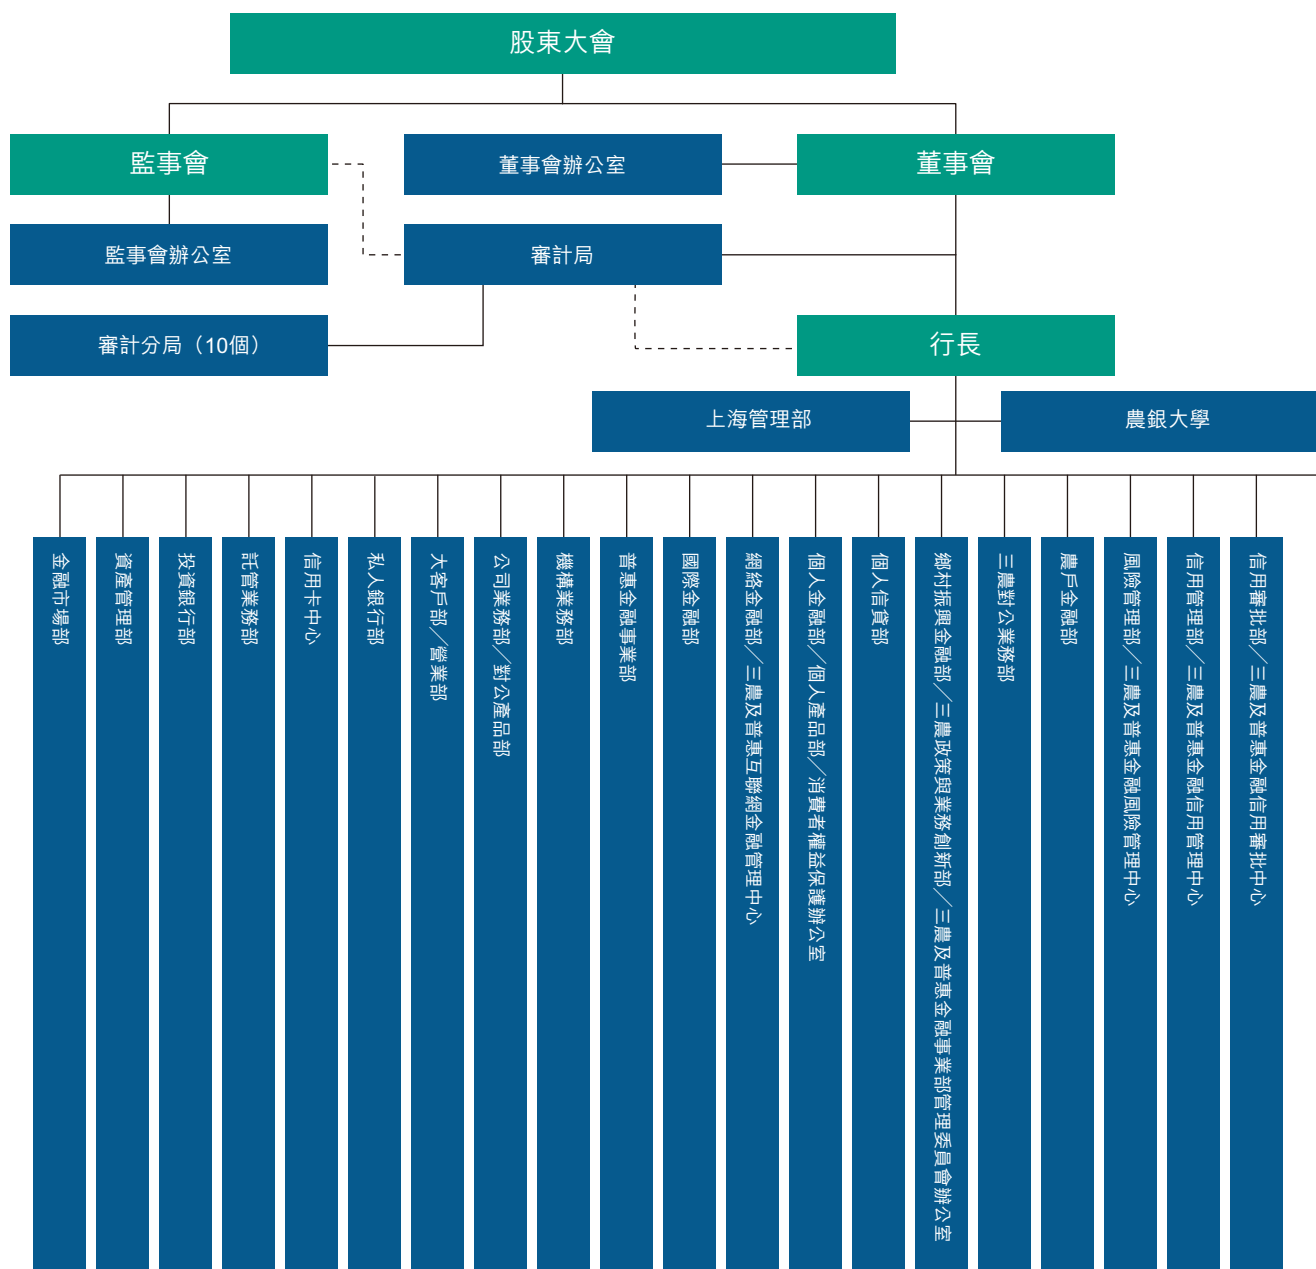 股東大會
監事會
董事會辦公室
董事會
監事會辦公室
審計局
審計分局（10個）
行長
上海管理部
農銀大學
金融市場部
資產管理部
投資銀行部
託管業務部
信用卡中心
私人銀行部
大客戶部╱營業部
公司業務部╱對公產品部
機構業務部
普惠金融事業部
國際金融部
網絡金融部╱三農及普惠互聯網金融管理中心
個人金融部╱個人產品部╱消費者權益保護辦公室
個人信貸部
鄉村振興金融部╱三農政策與業務創新部╱三農及普惠金融事業部管理委員會辦公室
三農對公業務部
農戶金融部
風險管理部╱三農及普惠金融風險管理中心
信用管理部╱三農及普惠金融信用管理中心
信用審批部╱三農及普惠金融信用審批中心